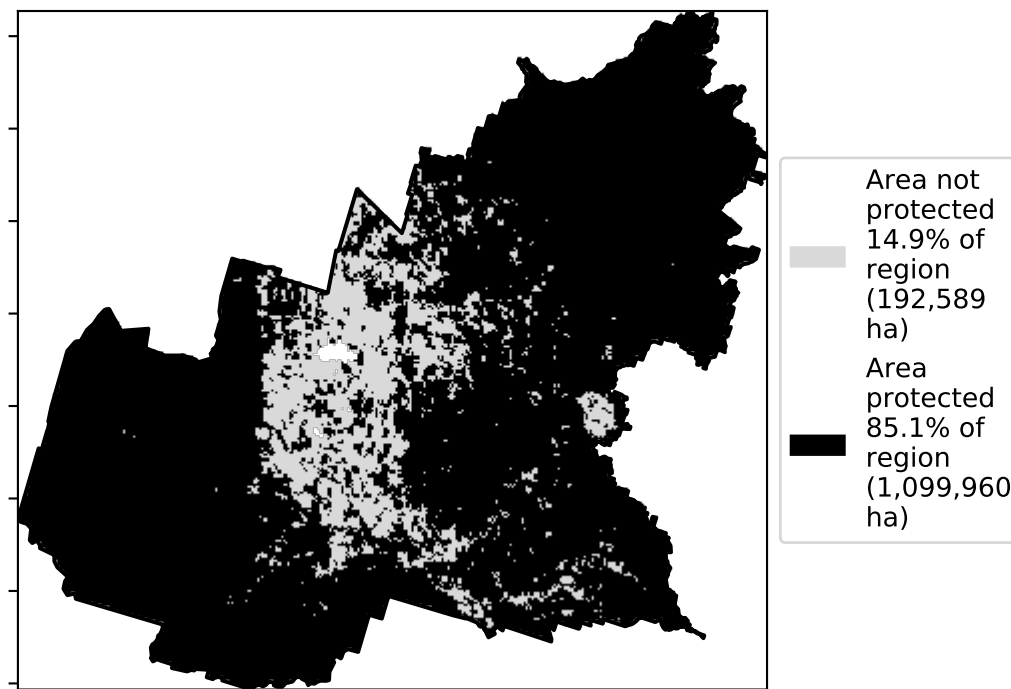 Area not
protected
14.9% of
region
(192,589
ha)
Area
protected
85.1% of
region
(1,099,960
ha)